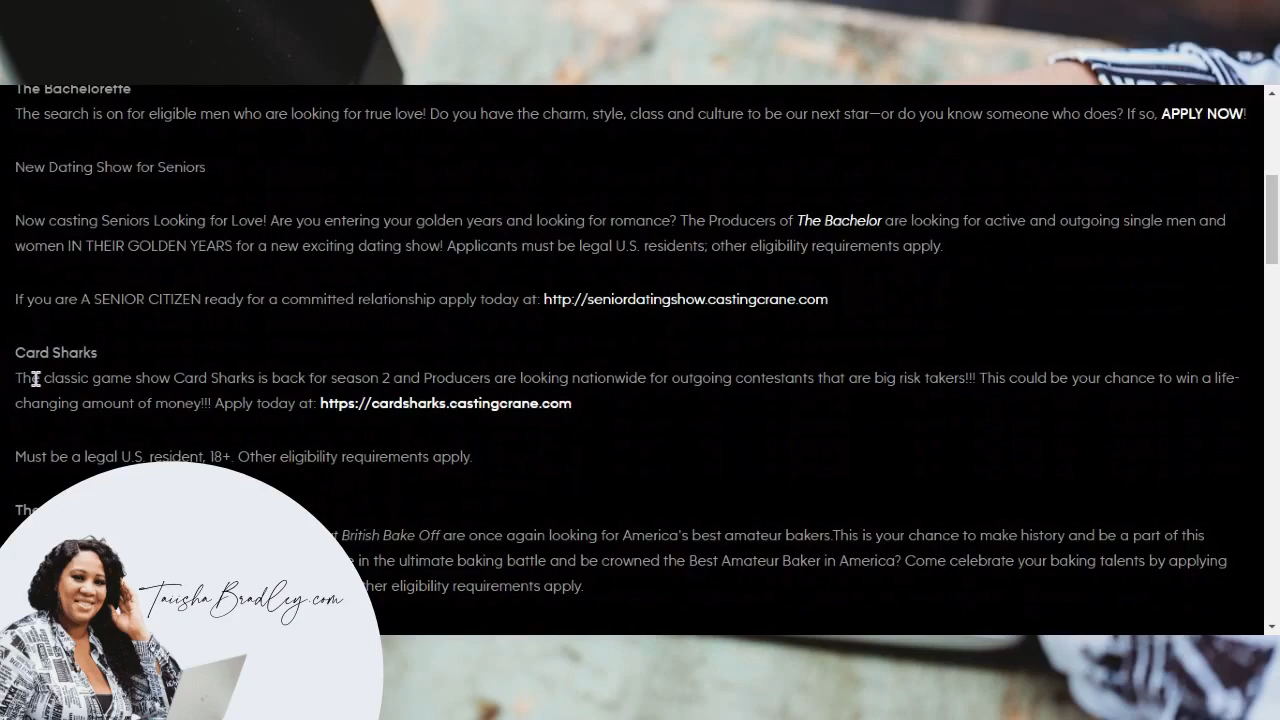 The Bachelorette
The search is on for eligible men who are looking for true love! Do you have the charm, style, class and culture to be our next star—or do you know someone who does? If so, APPLY NOW!
New Dating Show for Seniors
Now casting Seniors Looking for Love! Are you entering your golden years and looking for romance? The Producers of The Bachelor are looking for active and outgoing single men and
women IN THEIR GOLDEN YEARS for a new exciting dating show! Applicants must be legal U.S. residents; other eligibility requirements apply.
If you are A SENIOR CITIZEN ready for a committed relationship apply today at: http://seniordatingshow.castingcrane.com
Card Sharks
The classic game show Card Sharks is back for season 2 and Producers are looking nationwide for outgoing contestants that are big risk takers!!! This could be your chance to win a life-
changing amount of money!!! Apply today at: https://cardsharks.castingcrane.com
Must be a legal U.S. resident, 18+. Other eligibility requirements apply.
British Bake Off are once again looking for America's best amateur bakers.This is your chance to make history and be a part of this
in the ultimate baking battle and be crowned the Best Amateur Baker in America? Come celebrate your baking talents by applying
eligibility requirements apply.
TaiishaBradley.com